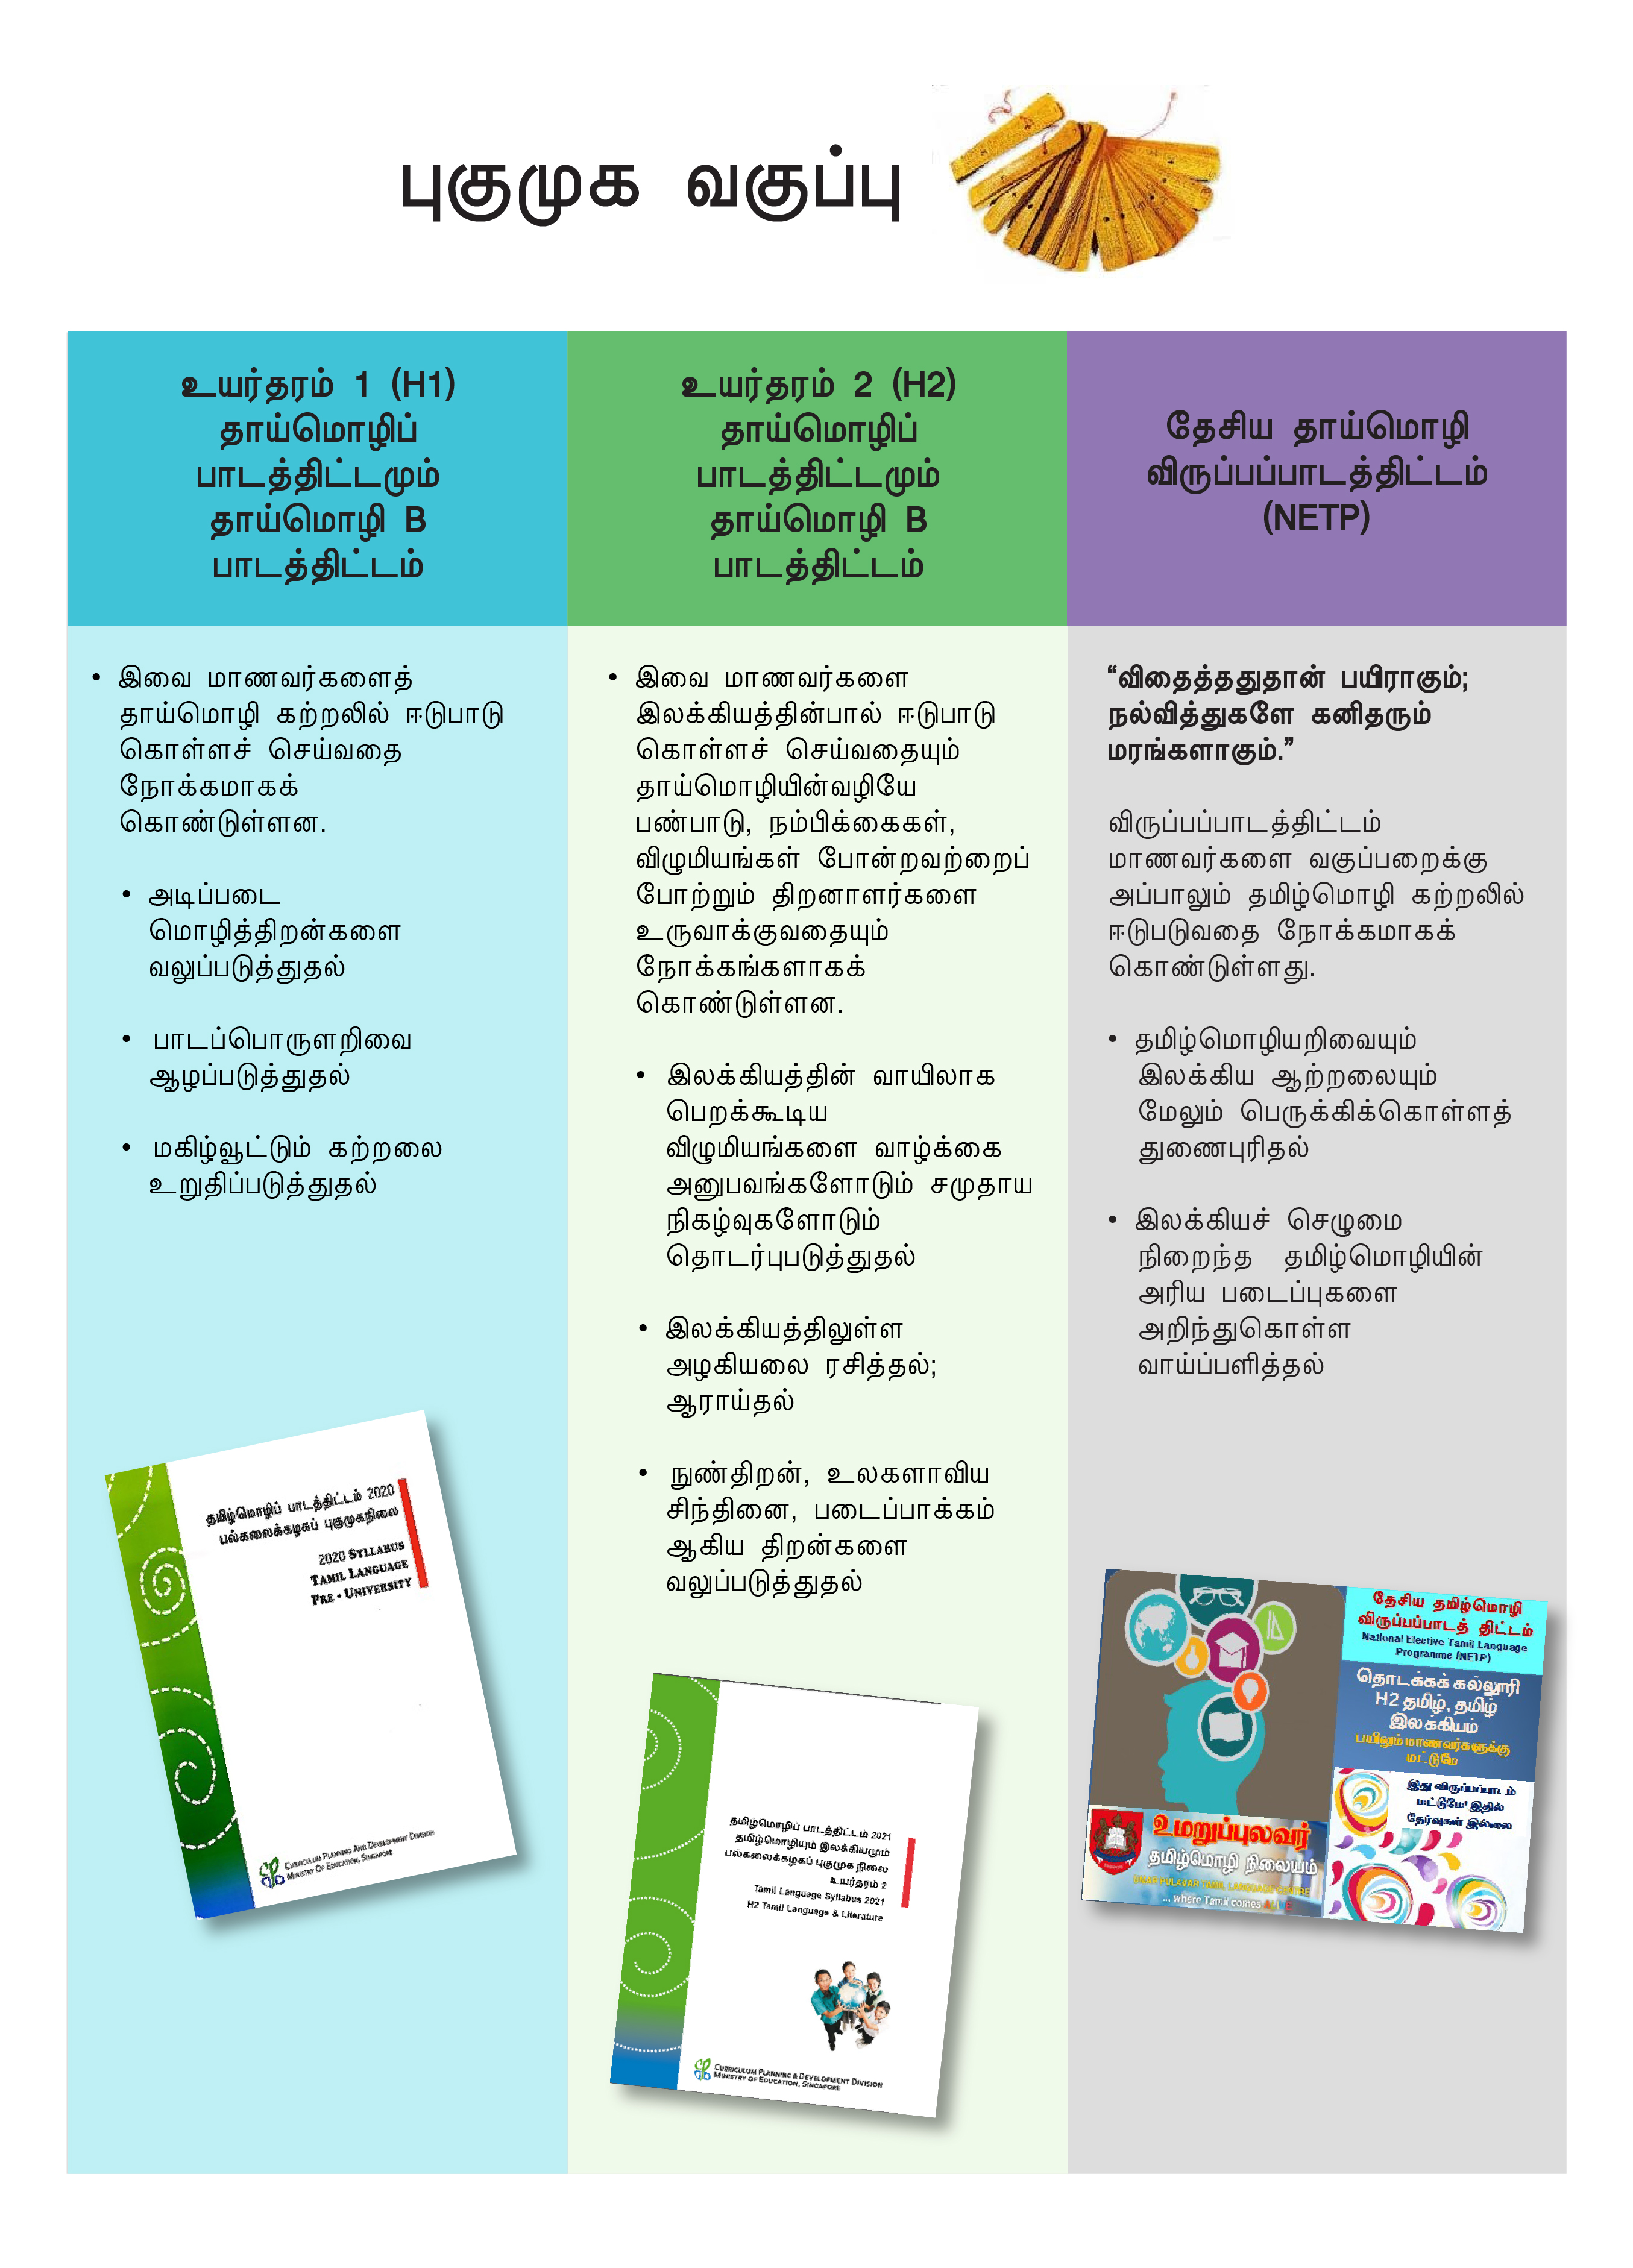 புகுமுக வகுப்பு
உயர்தரம் 1 (H1)
தாய்மொழிப்
பாடத்திட்டமும்
தாய்மொழி B
பாடத்திட்டம்
• இவை மாணவர்களைத்
தாய்மொழி கற்றலில் ஈடுபாடு
கொள்ளச் செய்வதை
நோக்கமாகக்
கொண்டுள்ளன.
• அடிப்படை
மொழித்திறன்களை
வலுப்படுத்துதல்
• பாடப்பொருளறிவை
ஆழப்படுத்துதல்
• மகிழ்வூட்டும் கற்றலை
உறுதிப்படுத்துதல்
தமிழ்மொழிப் பாடத்திட்டம் 2020
பல்கலைக்கழகப் புகுமுகநிலை
2020 SYLLABUS
TAMIL LANGUAGE
PRE - UNIVERSITY
CURRICULUM PLANNING AND DEVELOPMENT DIVISION
MINISTRY OF EDUCATION, SINGAPORE
உயர்தரம் 2 (H2)
தாய்மொழிப்
பாடத்திட்டமும்
தாய்மொழி B
பாடத்திட்டம்
• இவை மாணவர்களை
இலக்கியத்தின்பால் ஈடுபாடு
கொள்ளச் செய்வதையும்
தாய்மொழியின்வழியே
பண்பாடு, நம்பிக்கைகள்,
விழுமியங்கள் போன்றவற்றைப்
போற்றும் திறனாளர்களை
உருவாக்குவதையும்
நோக்கங்களாகக்
கொண்டுள்ளன.
• இலக்கியத்தின் வாயிலாக
பெறக்கூடிய
விழுமியங்களை வாழ்க்கை
அனுபவங்களோடும் சமுதாய
நிகழ்வுகளோடும்
தொடர்புபடுத்துதல்
• இலக்கியத்திலுள்ள
அழகியலை ரசித்தல்;
ஆராய்தல்
• நுண்திறன், உலகளாவிய
சிந்தினை, படைப்பாக்கம்
ஆகிய திறன்களை
வலுப்படுத்துதல்
தமிழ்மொழிப் பாடத்திட்டம் 2021
தமிழ்மொழியும் இலக்கியமும்
பல்கலைக்கழகப் புகுமுக நிலை
உயர்தரம் 2
Tamil Language Syllabus 2021
H2 Tamil Language & Literature
CURRICULUM PLANNING & DEVELOPMENT DIVISION
MINISTRY OF EDUCATION, SINGAPORE
தேசிய தாய்மொழி
விருப்பப்பாடத்திட்டம்
(NETP)
“விதைத்ததுதான் பயிராகும்;
நல்வித்துகளே கனிதரும்
மரங்களாகும்.”
விருப்பப்பாடத்திட்டம்
மாணவர்களை வகுப்பறைக்கு
அப்பாலும் தமிழ்மொழி கற்றலில்
ஈடுபடுவதை நோக்கமாகக்
கொண்டுள்ளது.
• தமிழ்மொழியறிவையும்
இலக்கிய ஆற்றலையும்
மேலும் பெருக்கிக்கொள்ளத்
துணைபுரிதல்
• இலக்கியச் செழுமை
நிறைந்த தமிழ்மொழியின்
அரிய படைப்புகளை
அறிந்துகொள்ள
வாய்ப்பளித்தல்
தேசிய தமிழ்மொழி
விருப்பப்பாடத் திட்டம்
National Elective Tamil Language
Programme (NETP)
தொடக்கக் கல்லூரி
H2 தமிழ், தமிழ்
இலக்கியம்
பயிலும் மாணவர்களுக்கு
மட்டுமே
இது விருப்பப்பாடம்
மட்டுமே! இதில்
தேர்வுகள் இல்லை
உமறுப்புலவர்
தமிழ்மொழி நிலையம்
UMAR PULAVAR TAMIL LANGUAGE CENTRE
... where Tamil comes ALIVE